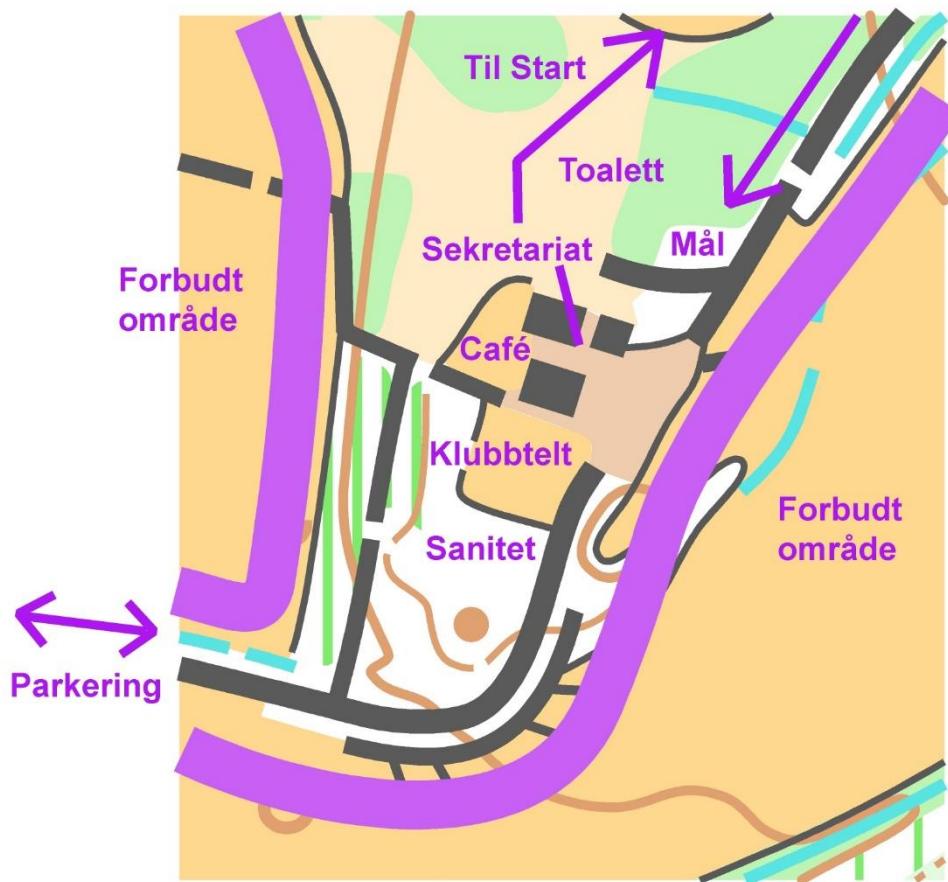 Til Start
Toalett
Sekretariat
Mål
Forbudt
område
Café
Klubbtelt
Sanitet
Forbudt
område
Parkering